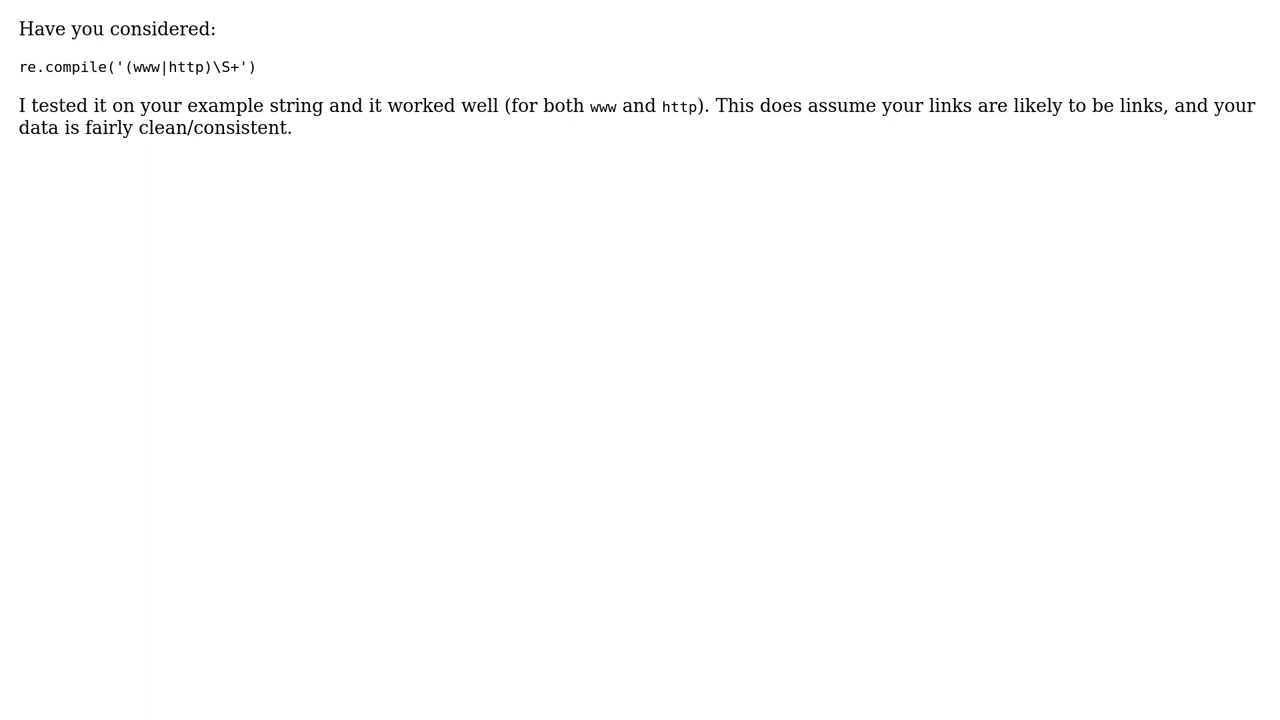 Have you considered:
re.compile('(www|http)\S+')
I tested it on your example string and it worked well (for both www and http). This does assume your links are likely to be links, and your
data is fairly clean/consistent.